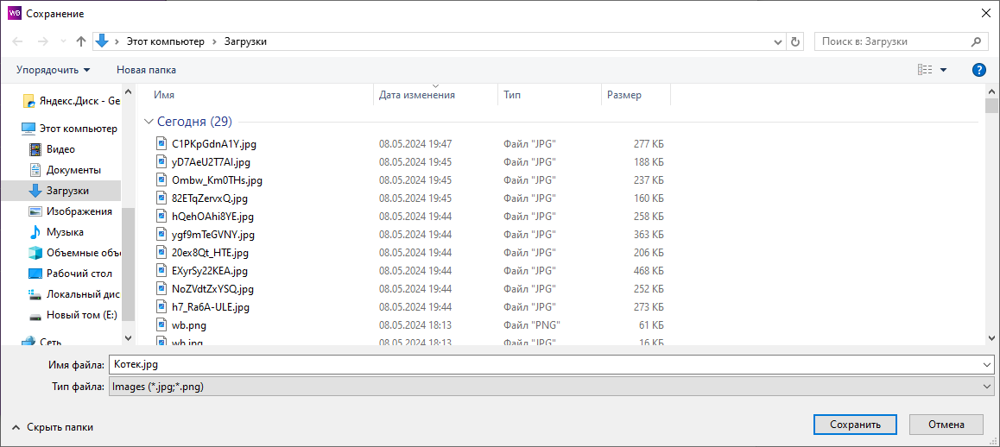 WB Сохранение
Этот компьютер Загрузки Поиск в: Загрузки
Упорядочить Новая папка ?
Имя Дата изменения Тип Размер
Яндекс.Диск - Ge
Этот компьютер
Видео
Документы
Загрузки
Изображения
Музыка
Объемные объ
Рабочий стол
Локальный дис
Новый том (E:)
Сеть
Сегодня (29)
C1PKpGdnA1Y.jpg 08.05.2024 19:47 Файл "JPG" 277 КБ
yD7AeU2T7AI.jpg 08.05.2024 19:45 Файл "JPG" 188 КБ
Ombw_Km0THs.jpg 08.05.2024 19:45 Файл "JPG" 237 КБ
82ETqZervxQ.jpg 08.05.2024 19:45 Файл "JPG" 160 КБ
hQehOAhi8YE.jpg 08.05.2024 19:44 Файл "JPG" 258 КБ
ygf9mTeGVNY.jpg 08.05.2024 19:44 Файл "JPG" 363 КБ
20ex8Qt_HTE.jpg 08.05.2024 19:44 Файл "JPG" 206 КБ
EXyrSy22KEA.jpg 08.05.2024 19:44 Файл "JPG" 468 КБ
NoZVdtZxYSQ.jpg 08.05.2024 19:44 Файл "JPG" 252 КБ
h7_Ra6A-ULE.jpg 08.05.2024 19:44 Файл "JPG" 273 КБ
wb.png 08.05.2024 18:13 Файл "PNG" 61 КБ
wb.jpg 08.05.2024 18:13 Файл "JPG" 16 КБ
Имя файла: Котек.jpg
Тип файла: Images (*.jpg;*.png)
Скрыть папки Сохранить Отмена